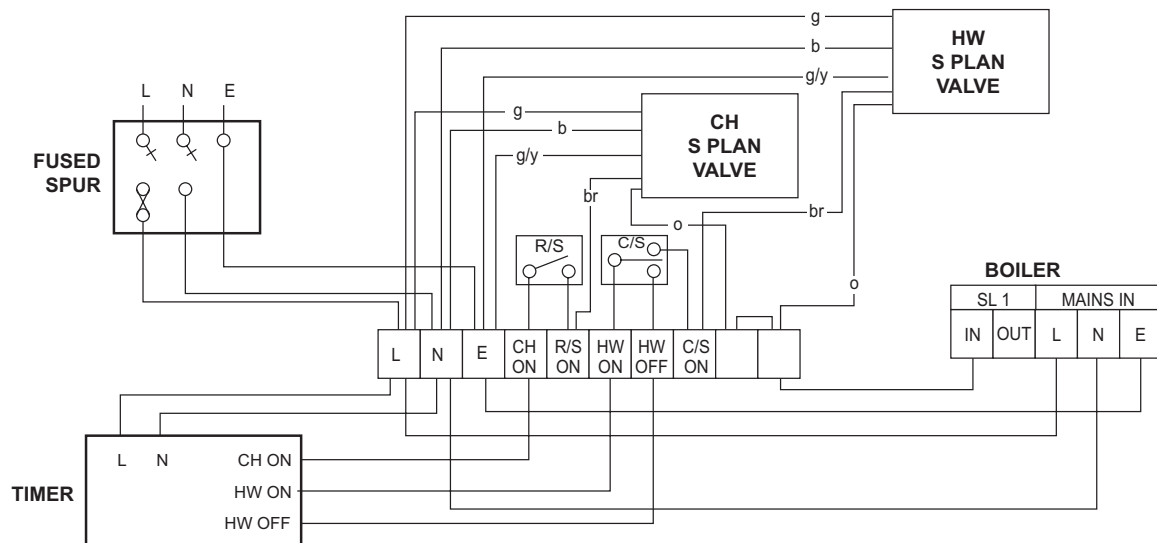 g
b
g/y
HW
S PLAN
VALVE
L N E
FUSED
SPUR
g
b
g/y
CH
S PLAN
VALVE
br
br
o
o
R/S
C/S
BOILER
SL 1 MAINS IN
IN OUT L N E
L N E CH ON R/S ON HW ON HW OFF C/S ON
TIMER
L N CH ON
HW ON
HW OFF